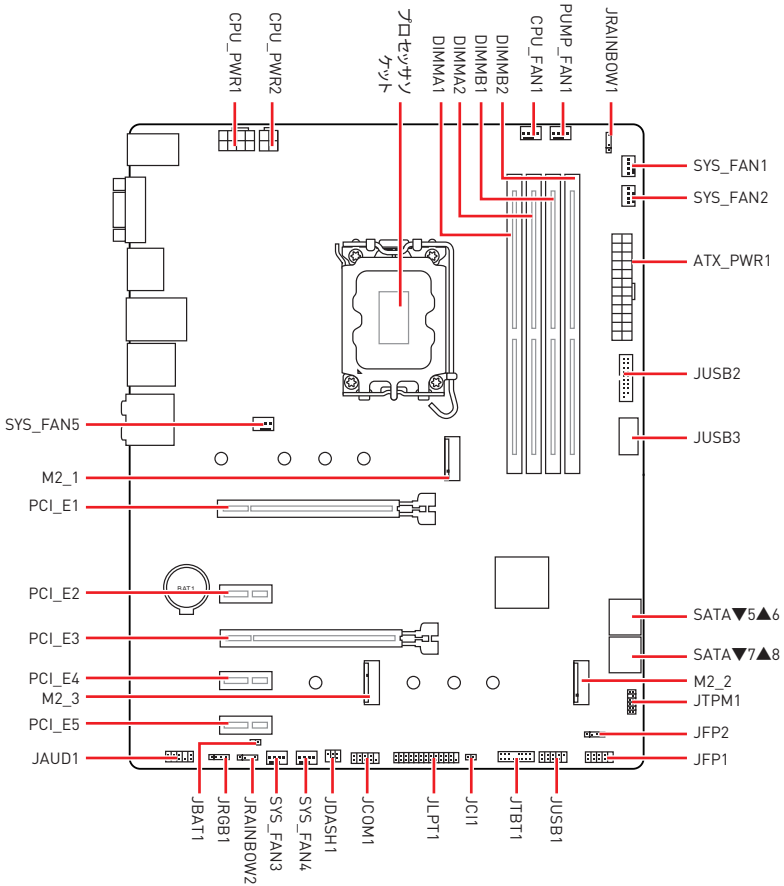 CPU_PWR1
CPU_PWR2
プロセッサソ
ケット
DIMMA1
DIMMA2
DIMMB1
DIMMB2
CPU_FAN1
PUMP_FAN1
JRAINBOW1
SYS_FAN1
SYS_FAN2
ATX_PWR1
JUSB2
JUSB3
SYS_FAN5
M2_1
PCI_E1
BAT1
PCI_E2
PCI_E3
PCI_E4
M2_3
PCI_E5
JAUD1
SATA▼5▲6
SATA▼7▲8
M2_2
JTPM1
JFP2
JFP1
JBAT1
JRGB1
JRAINBOW2
SYS_FAN3
SYS_FAN4
JDASH1
JCOM1
JLPT1
JCI1
JTBT1
JUSB1